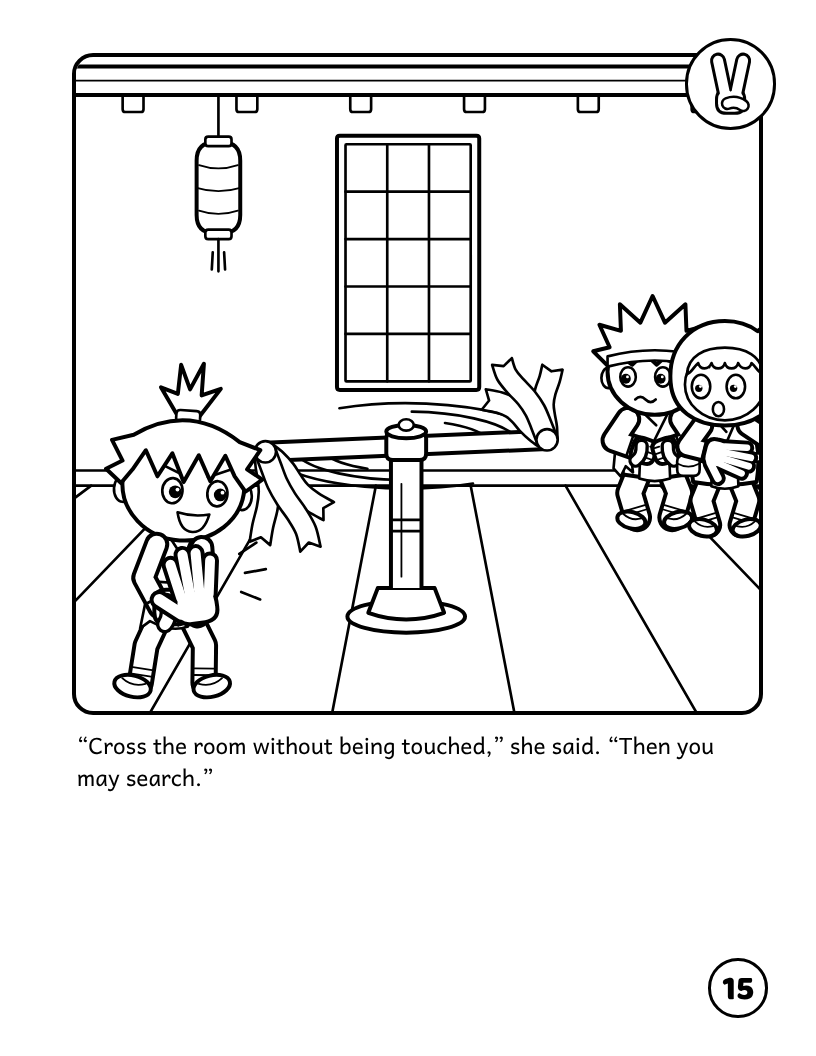 “Cross the room without being touched,” she said. “Then you
may search.”
15